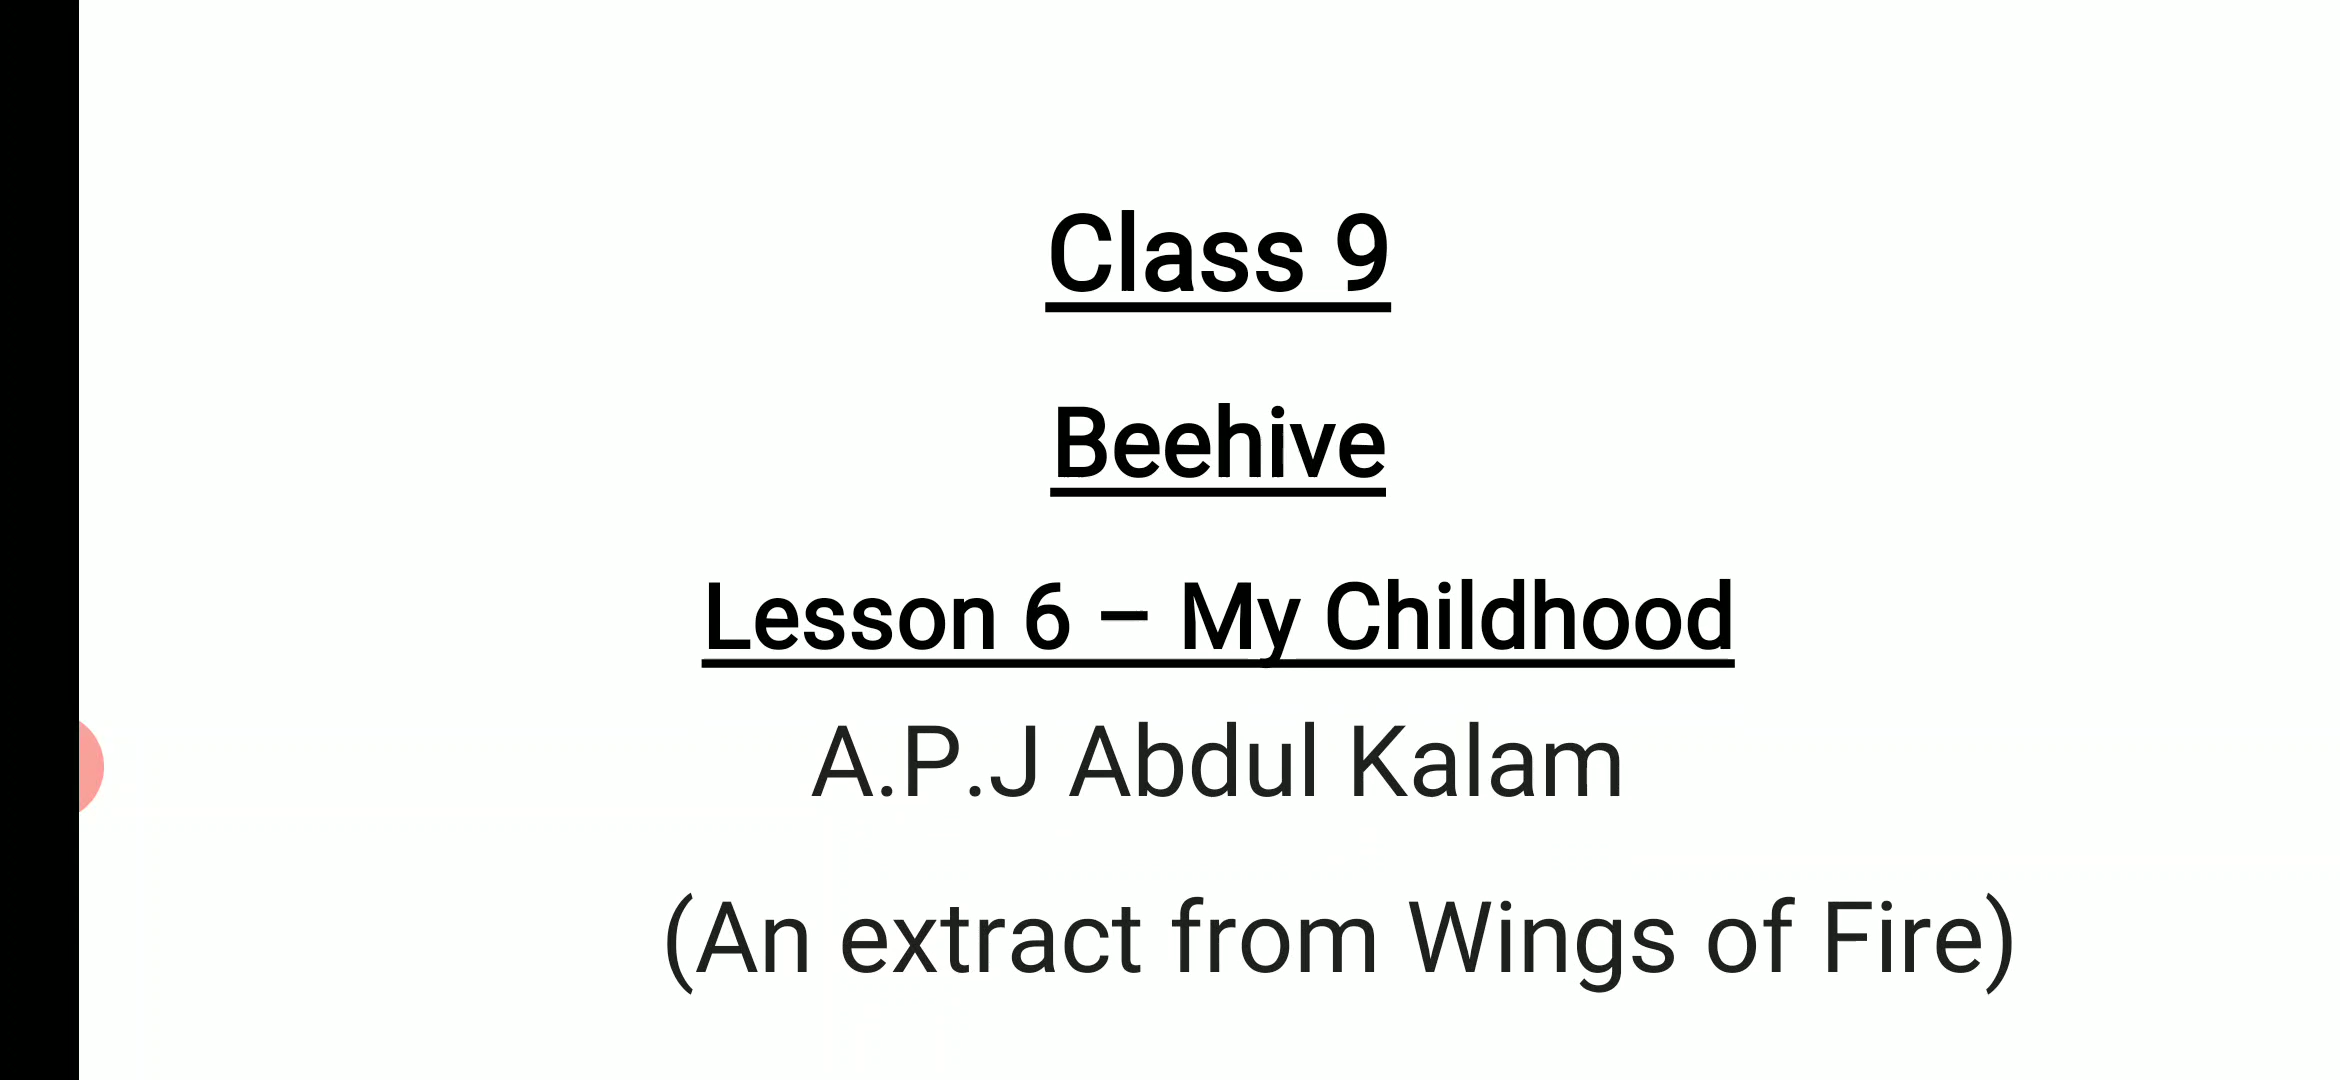 Class 9
Beehive
Lesson 6 – My Childhood
A.P.J Abdul Kalam
(An extract from Wings of Fire)